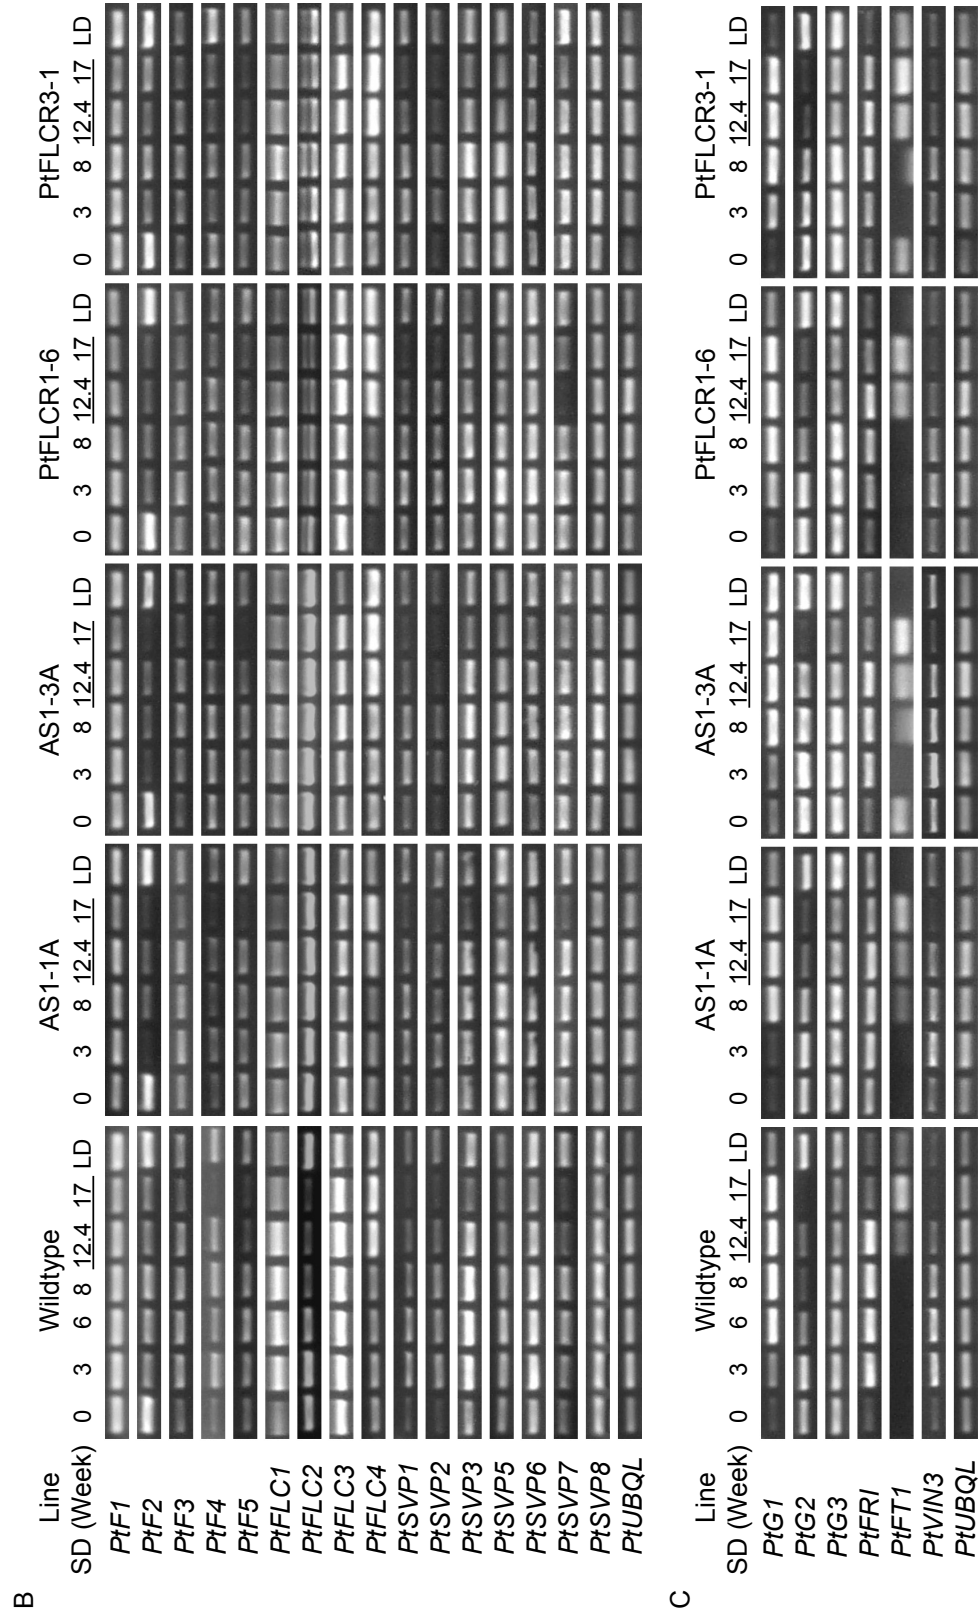 B
Line Wildtype AS1-1A AS1-3A PtFLCR1-6 PtFLCR3-1
SD (Week) 0 3 6 8 12.4 17 LD 0 3 8 12.4 17 LD 0 3 8 12.4 17 LD 0 3 8 12.4 17 LD 0 3 8 12.4 17 LD
PtF1
PtF2
PtF3
PtF4
PtF5
PtFLC1
PtFLC2
PtFLC3
PtFLC4
PtSVP1
PtSVP2
PtSVP3
PtSVP5
PtSVP6
PtSVP7
PtSVP8
PtUBQL
C
Line Wildtype AS1-1A AS1-3A PtFLCR1-6 PtFLCR3-1
SD (Week) 0 3 6 8 12.4 17 LD 0 3 8 12.4 17 LD 0 3 8 12.4 17 LD 0 3 8 12.4 17 LD 0 3 8 12.4 17 LD
PtG1
PtG2
PtG3
PtFRI
PtFT1
PtVIN3
PtUBQL